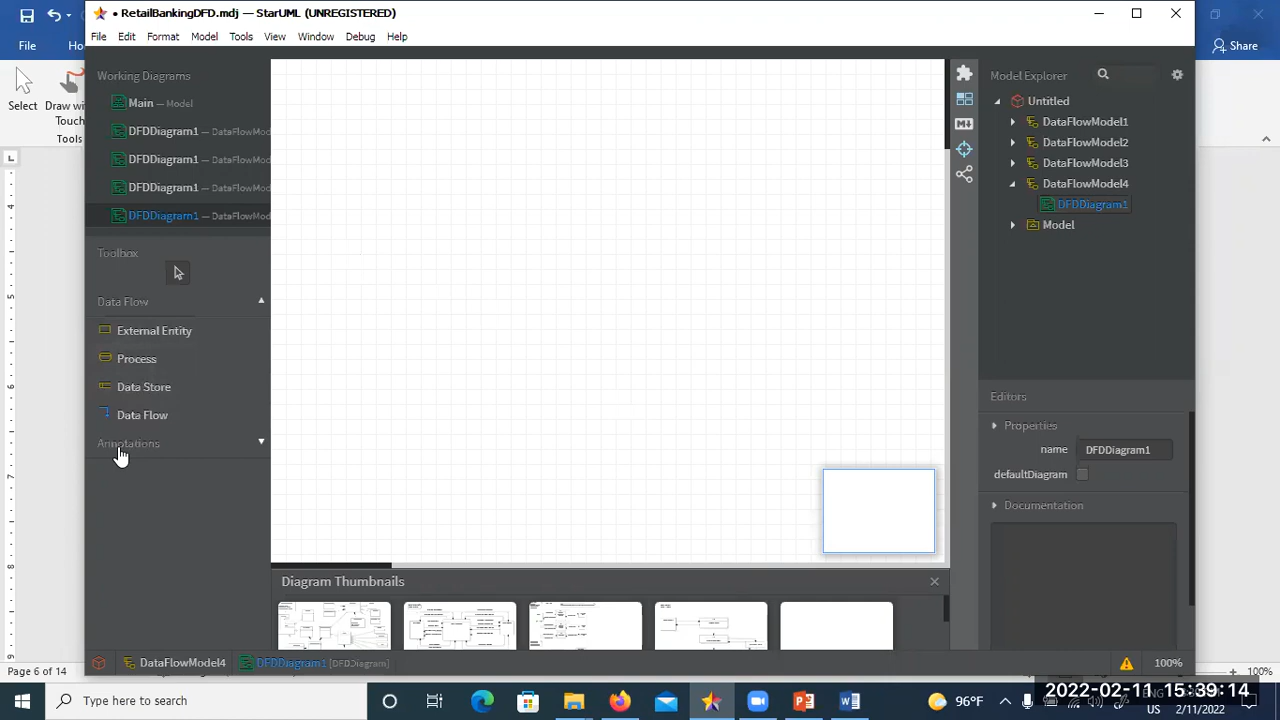 • RetailBankingDFD.mdj — StarUML (UNREGISTERED)
File Edit Format Model Tools View Window Debug Help
File
Share
Select
Draw wi
Touch
Tools
Working Diagrams
Main — Model
DFDDiagram1 — DataFlowMod
DFDDiagram1 — DataFlowMod
DFDDiagram1 — DataFlowMod
DFDDiagram1 — DataFlowMod
Toolbox
Data Flow
External Entity
Process
Data Store
Data Flow
Annotations
Model Explorer
Untitled
DataFlowModel1
DataFlowModel2
DataFlowModel3
DataFlowModel4
DFDDiagram1
Model
Editors
Properties
name DFDDiagram1
defaultDiagram
Documentation
Diagram Thumbnails
DataFlowModel4 DFDDiagram1 [DFDDiagram]
100%
Page 6 of 14
Type here to search
96°F
2022-02-11 15:39:14
US 2/11/2022